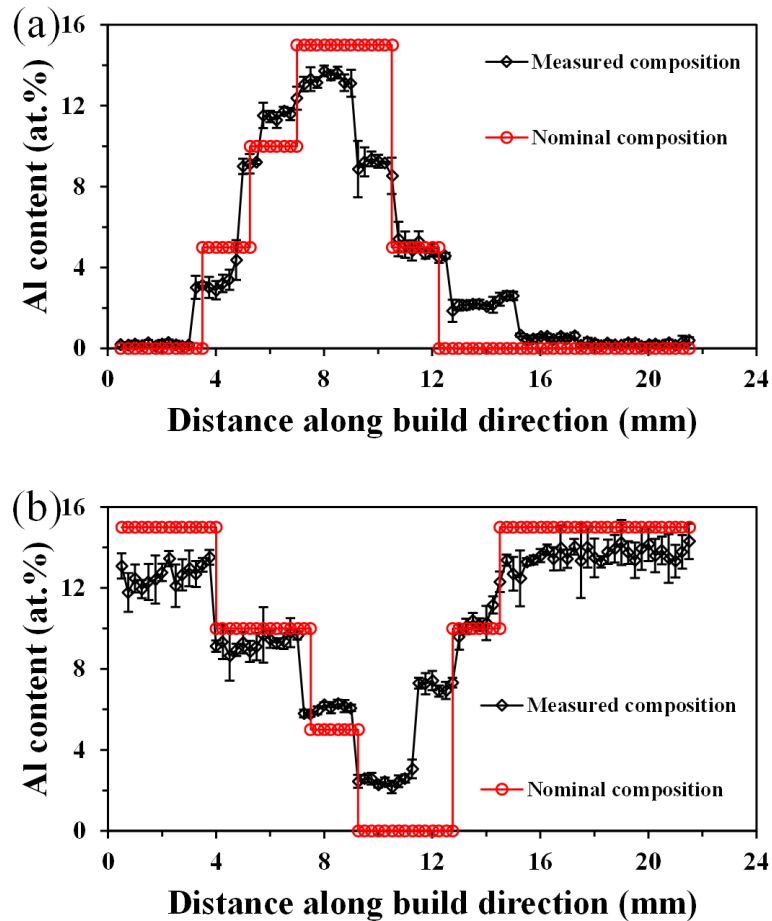 (a)
16
12
8
4
0
Al content (at.%)
Measured composition
Nominal composition
0 4 8 12 16 20 24
Distance along build direction (mm)
(b)
16
12
8
4
0
Al content (at.%)
Measured composition
Nominal composition
0 4 8 12 16 20 24
Distance along build direction (mm)